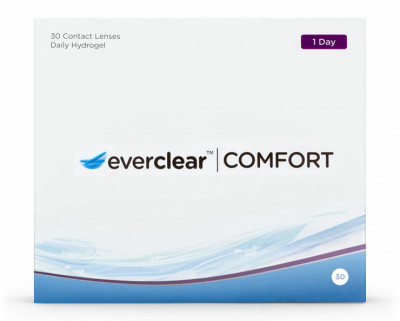 30 Contact Lenses
Daily Hydrogel
1 Day
everclear™ | COMFORT
30